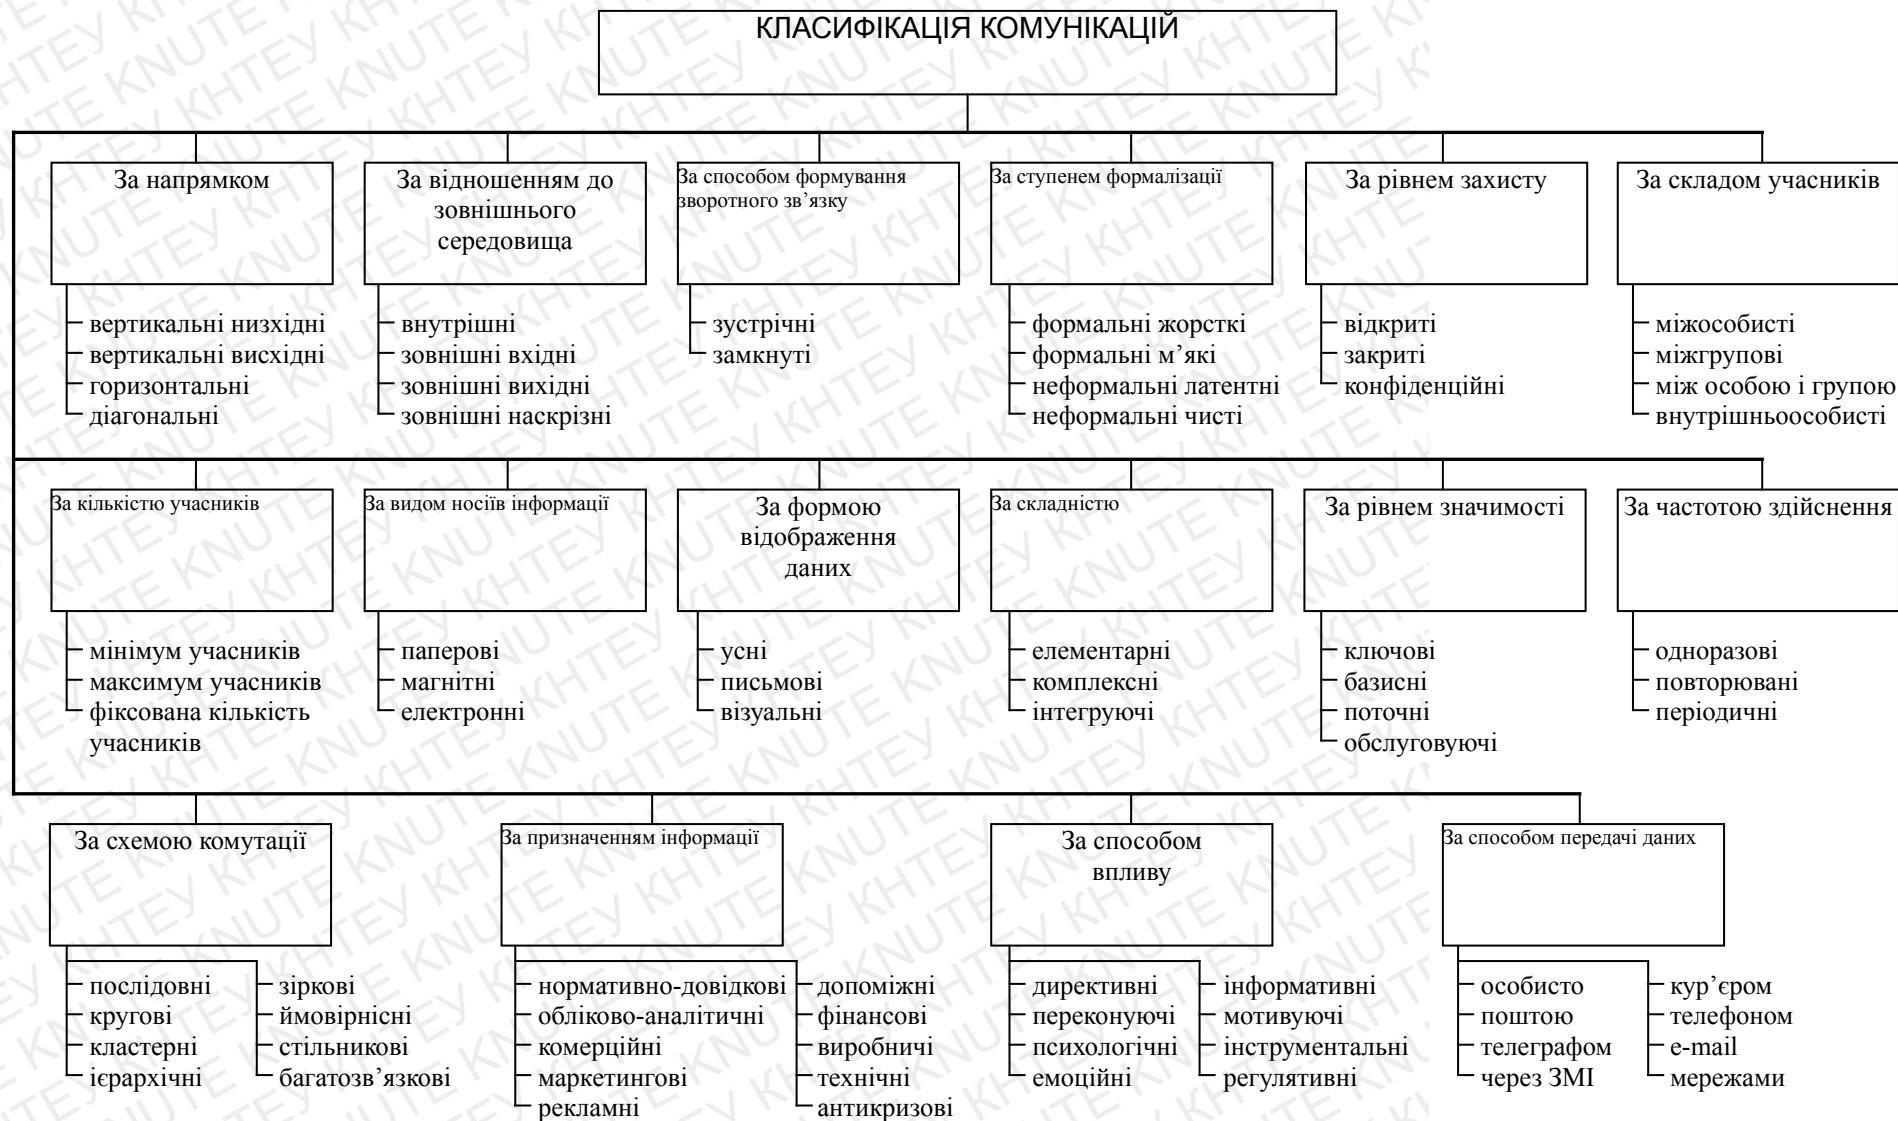 КЛАСИФІКАЦІЯ КОМУНІКАЦІЙ
За напрямком
вертикальні низхідні
вертикальні висхідні
горизонтальні
діагональні
За відношенням до
зовнішнього
середовища
внутрішні
зовнішні вхідні
зовнішні вихідні
зовнішні наскрізні
За способом формування
зворотного зв’язку
зустрічні
замкнуті
За ступенем формалізації
формальні жорсткі
формальні м’які
неформальні латентні
неформальні чисті
За рівнем захисту
відкриті
закриті
конфіденційні
За складом учасників
міжособисті
міжгрупові
між особою і групою
внутрішньоособисті
За кількістю учасників
мінімум учасників
максимум учасників
фіксована кількість
учасників
За видом носіїв інформації
паперові
магнітні
електронні
За формою
відображення
даних
усні
письмові
візуальні
За складністю
елементарні
комплексні
інтегруючі
За рівнем значимості
ключові
базисні
поточні
обслуговуючі
За частотою здійснення
одноразові
повторювані
періодичні
За схемою комутації
послідовні
кругові
кластерні
ієрархічні
зіркові
ймовірнісні
стільникові
багатозв’язкові
За призначенням інформації
нормативно-довідкові
обліково-аналітичні
комерційні
маркетингові
рекламні
допоміжні
фінансові
виробничі
технічні
антикризові
За способом
впливу
директивні
переконуючі
психологічні
емоційні
інформативні
мотивуючі
інструментальні
регулятивні
За способом передачі даних
особисто
поштою
телеграфом
через ЗМІ
кур’єром
телефоном
e-mail
мережами